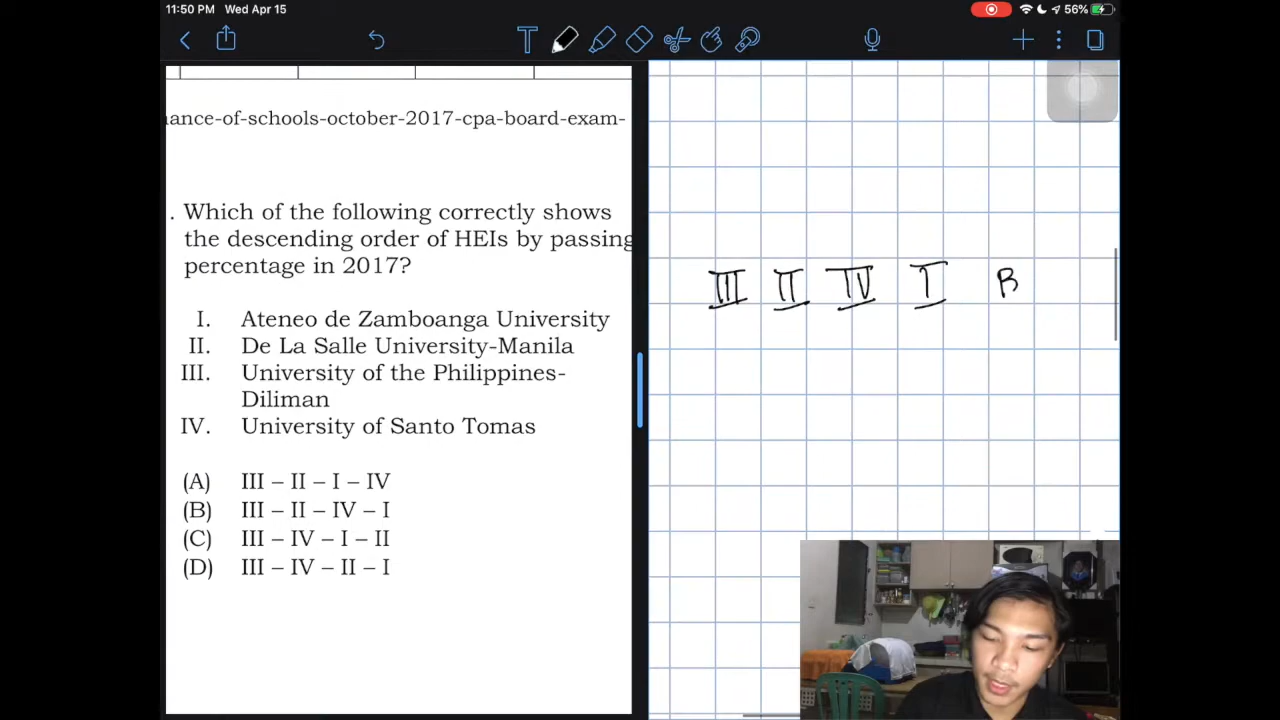 11:50 PM Wed Apr 15
56%
ance-of-schools-october-2017-cpa-board-exam-
. Which of the following correctly shows
the descending order of HEIs by passing
percentage in 2017?
I. Ateneo de Zamboanga University
II. De La Salle University-Manila
III. University of the Philippines-
Diliman
IV. University of Santo Tomas
(A) III – II – I – IV
(B) III – II – IV – I
(C) III – IV – I – II
(D) III – IV – II – I
III II IV I B